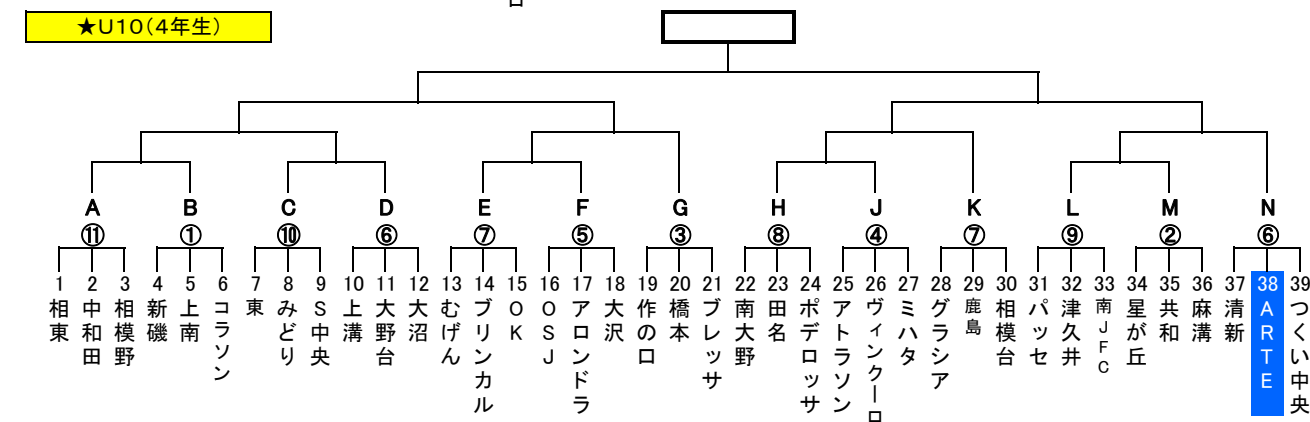 ★U10(4年生)
A B C D E F G H J K L M N
⑪ ① ⑩ ⑥ ⑦ ⑤ ③ ⑧ ④ ⑦ ⑨ ② ⑥
1 相東
2 中和田
3 相模野
4 新磯
5 上南
6 コラソン
7 東
8 みどり
9 S中央
10 上溝
11 大野台
12 大沼
13 むげん
14 ブリンカル
15 OK
16 OSJ
17 アロンドラ
18 大沢
19 作の口
20 橋本
21 ブレッサ
22 南大野
23 田名
24 ポデロッサ
25 アトラソン
26 ヴィンクーロ
27 ミハタ
28 グラシア
29 鹿島
30 相模台
31 パッセ
32 津久井
33 南JFC
34 星が丘
35 共和
36 麻溝
37 清新
38 ARTE
39 つくい中央